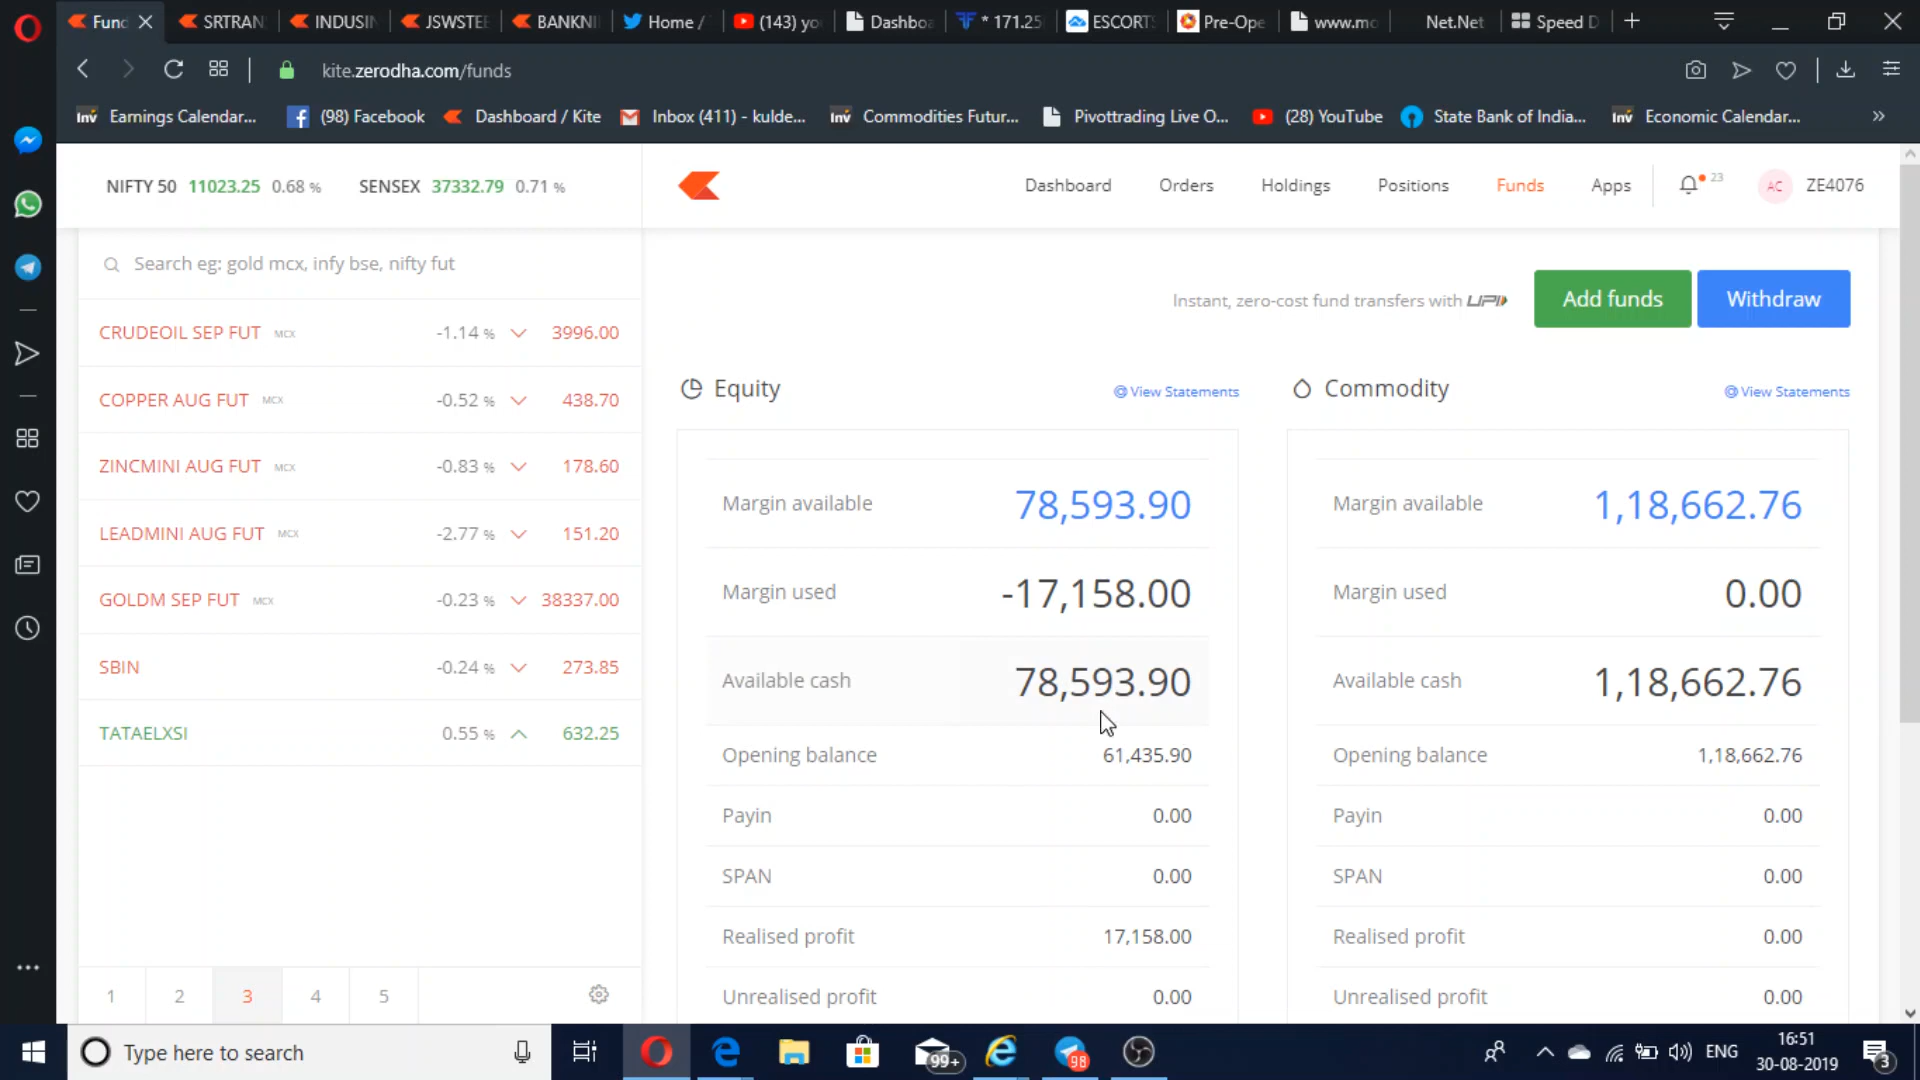 Fund
SRTRAN
INDUSIN
JSWSTEE
BANKNI
Home /
(143) yo
Dashboa
* 171.25
ESCORTS
Pre-Ope
www.mo
Net.Net
Speed D
kite.zerodha.com/funds
Earnings Calendar...
(98) Facebook
Dashboard / Kite
Inbox (411) - kulde...
Commodities Futur...
Pivottrading Live O...
(28) YouTube
State Bank of India...
Economic Calendar...
NIFTY 50 11023.25 0.68 %
SENSEX 37332.79 0.71 %
Dashboard
Orders
Holdings
Positions
Funds
Apps
23
AC
ZE4076
Search eg: gold mcx, infy bse, nifty fut
CRUDEOIL SEP FUT MCX -1.14 % 3996.00
COPPER AUG FUT MCX -0.52 % 438.70
ZINCMINI AUG FUT MCX -0.83 % 178.60
LEADMINI AUG FUT MCX -2.77 % 151.20
GOLDM SEP FUT MCX -0.23 % 38337.00
SBIN -0.24 % 273.85
TATAELXSI 0.55 % 632.25
1 2 3 4 5
Instant, zero-cost fund transfers with UPI
Add funds
Withdraw
Equity
View Statements
Margin available 78,593.90
Margin used -17,158.00
Available cash 78,593.90
Opening balance 61,435.90
Payin 0.00
SPAN 0.00
Realised profit 17,158.00
Unrealised profit 0.00
Commodity
View Statements
Margin available 1,18,662.76
Margin used 0.00
Available cash 1,18,662.76
Opening balance 1,18,662.76
Payin 0.00
SPAN 0.00
Realised profit 0.00
Unrealised profit 0.00
Type here to search
99+
98
ENG
16:51
30-08-2019
3